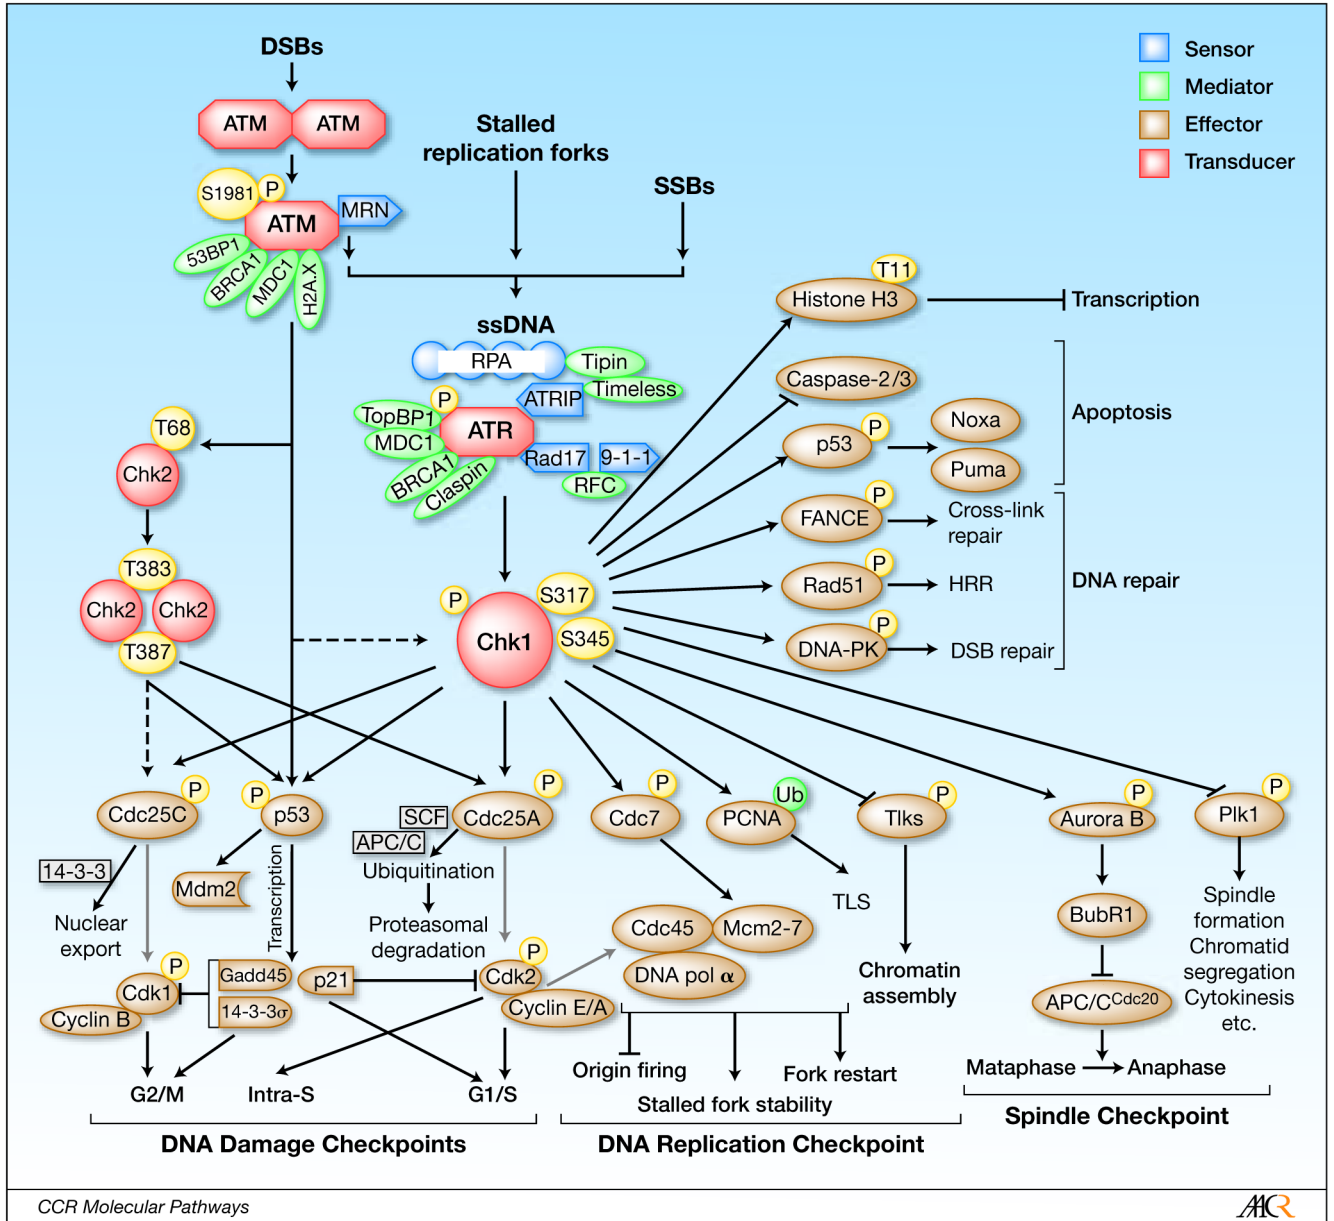 DSBs
Sensor
Mediator
Effector
Transducer
ATM
ATM
Stalled
replication forks
SSBs
S1981
P
ATM
MRN
53BP1
BRCA1
MDC1
H2A.X
ssDNA
RPA
Tipin
Timeless
ATRIP
P
TopBP1
ATR
MDC1
BRCA1
Claspin
Rad17
9-1-1
RFC
T11
Histone H3
Transcription
Caspase-2/3
Apoptosis
p53
P
Noxa
Puma
FANCE
P
Cross-link
repair
Rad51
P
HRR
DNA repair
DNA-PK
P
DSB repair
T68
Chk2
T383
Chk2
Chk2
T387
P
Chk1
S317
S345
Cdc25C
P
P
p53
SCF
Cdc25A
P
APC/C
Ubiquitination
Proteasomal
degradation
Cdc7
P
PCNA
Ub
Tlks
P
Aurora B
P
Plk1
P
14-3-3
Nuclear
export
Mdm2
Transcription
TLS
Cdc45
Mcm2-7
DNA pol α
Chromatin
assembly
BubR1
APC/CCdc20
Spindle
formation
Chromatid
segregation
Cytokinesis
etc.
P
Cdk1
Cyclin B
Gadd45
14-3-3σ
p21
P
Cdk2
Cyclin E/A
G2/M
Intra-S
G1/S
Origin firing
Stalled fork stability
Fork restart
Mataphase
Anaphase
DNA Damage Checkpoints
DNA Replication Checkpoint
Spindle Checkpoint
CCR Molecular Pathways
AACR